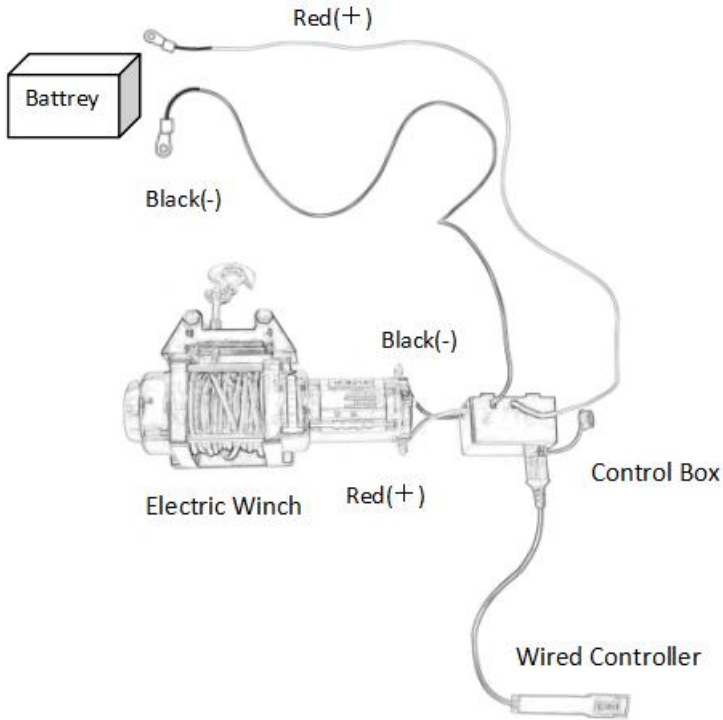 Red(+)
Battrey
Black(-)
Black(-)
Electric Winch
Red(+)
Control Box
Wired Controller